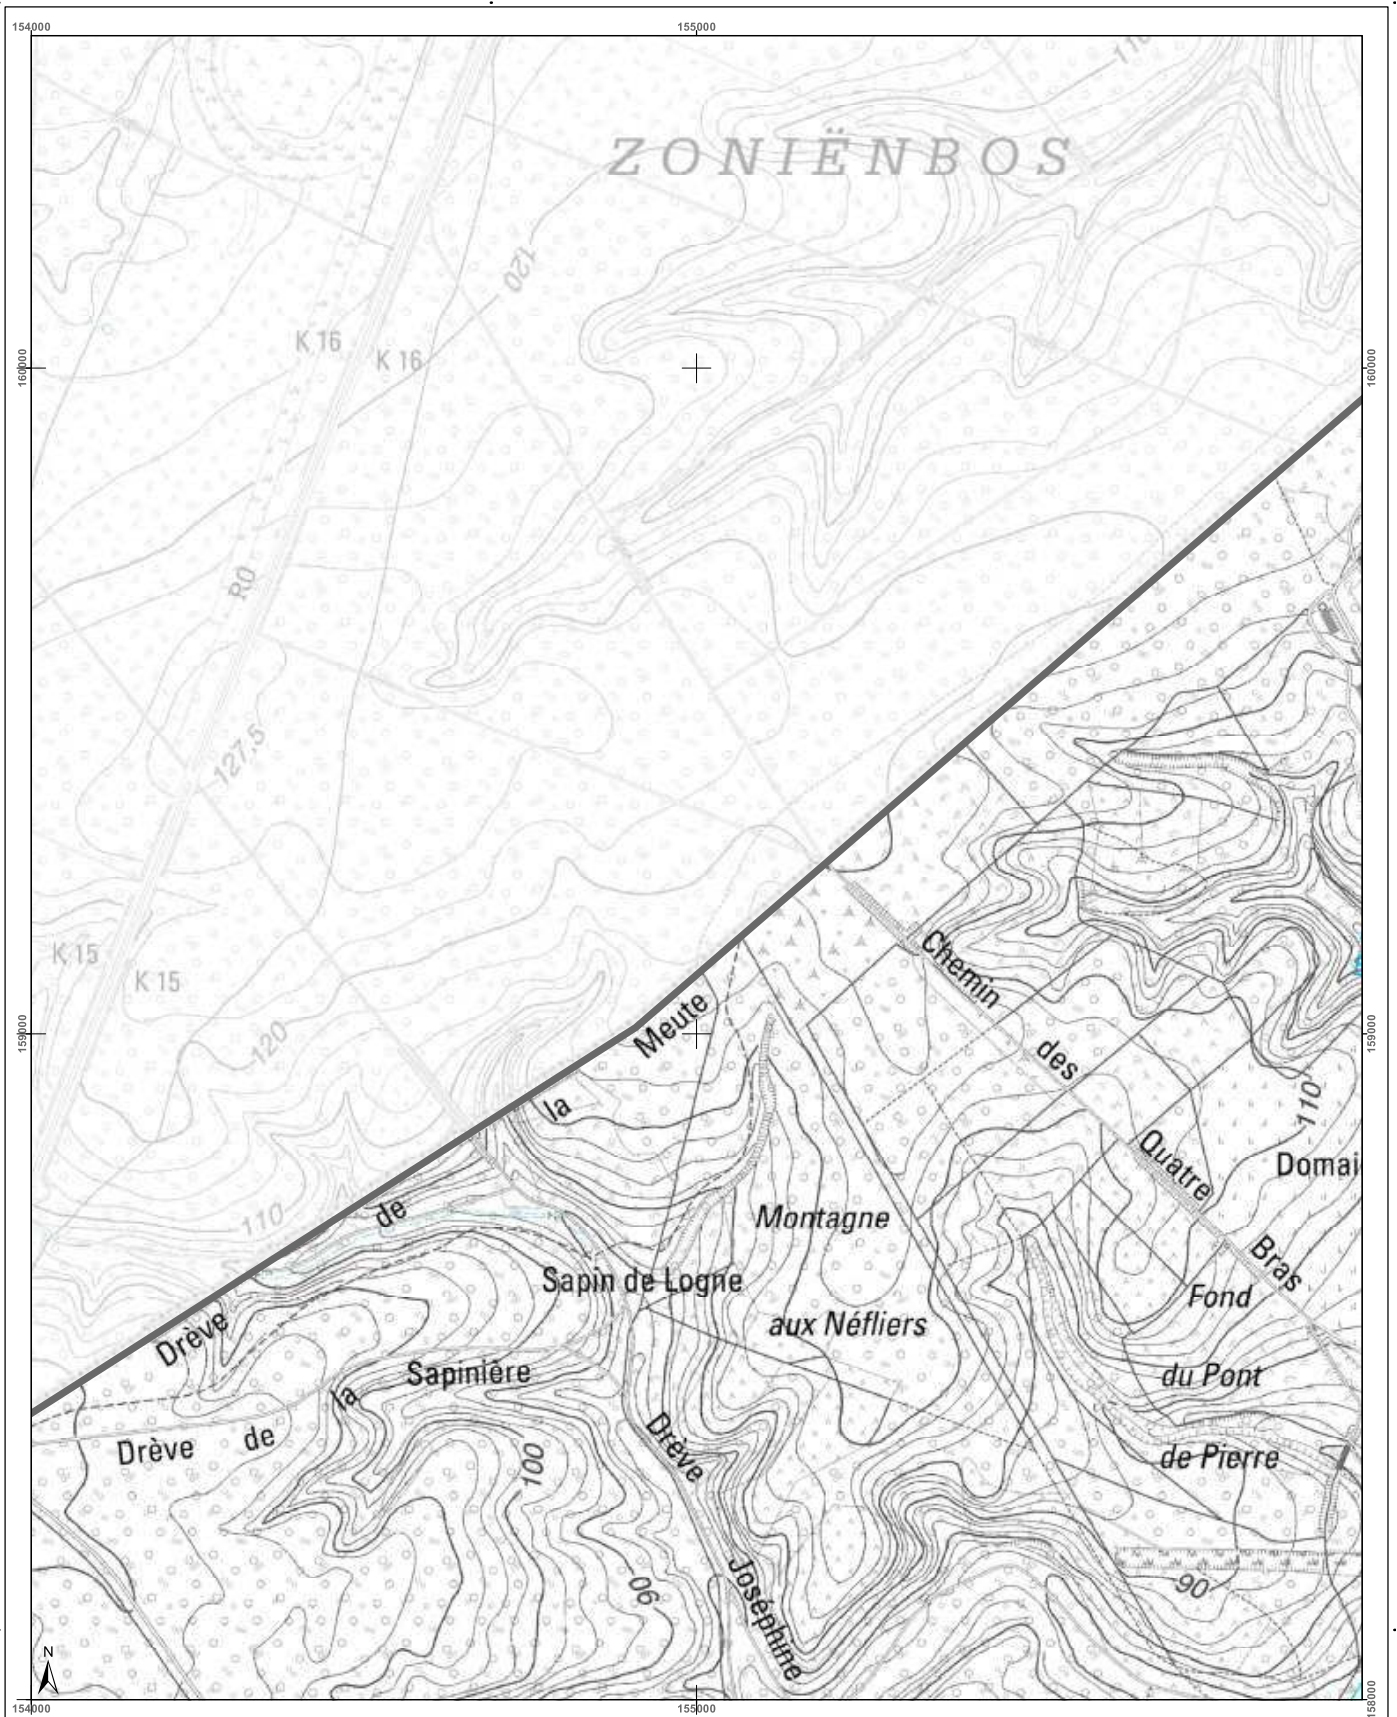 154000
155000
110
ZONIËNBOS
120
K 16
K 16
160000
160000
R0
127,5
K 15
K 15
120
159000
159000
110
Chemin
des
Quatre
Bras
110
Domai
Drève
de
la
Meute
Montagne
aux Néfliers
Sapin de Logne
Fond
du Pont
de Pierre
Drève de
la
Sapinière
Drève
Joséphine
100
90
90
N
154000
155000
158000